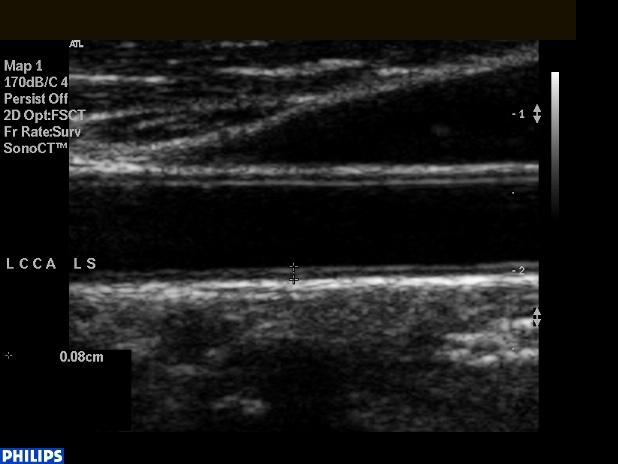 ATL
Map 1
170dB/C 4
Persist Off
2D Opt:FSCT
Fr Rate:Surv
SonoCT™
- 1
LCCA LS
- 2
0.08cm
PHILIPS